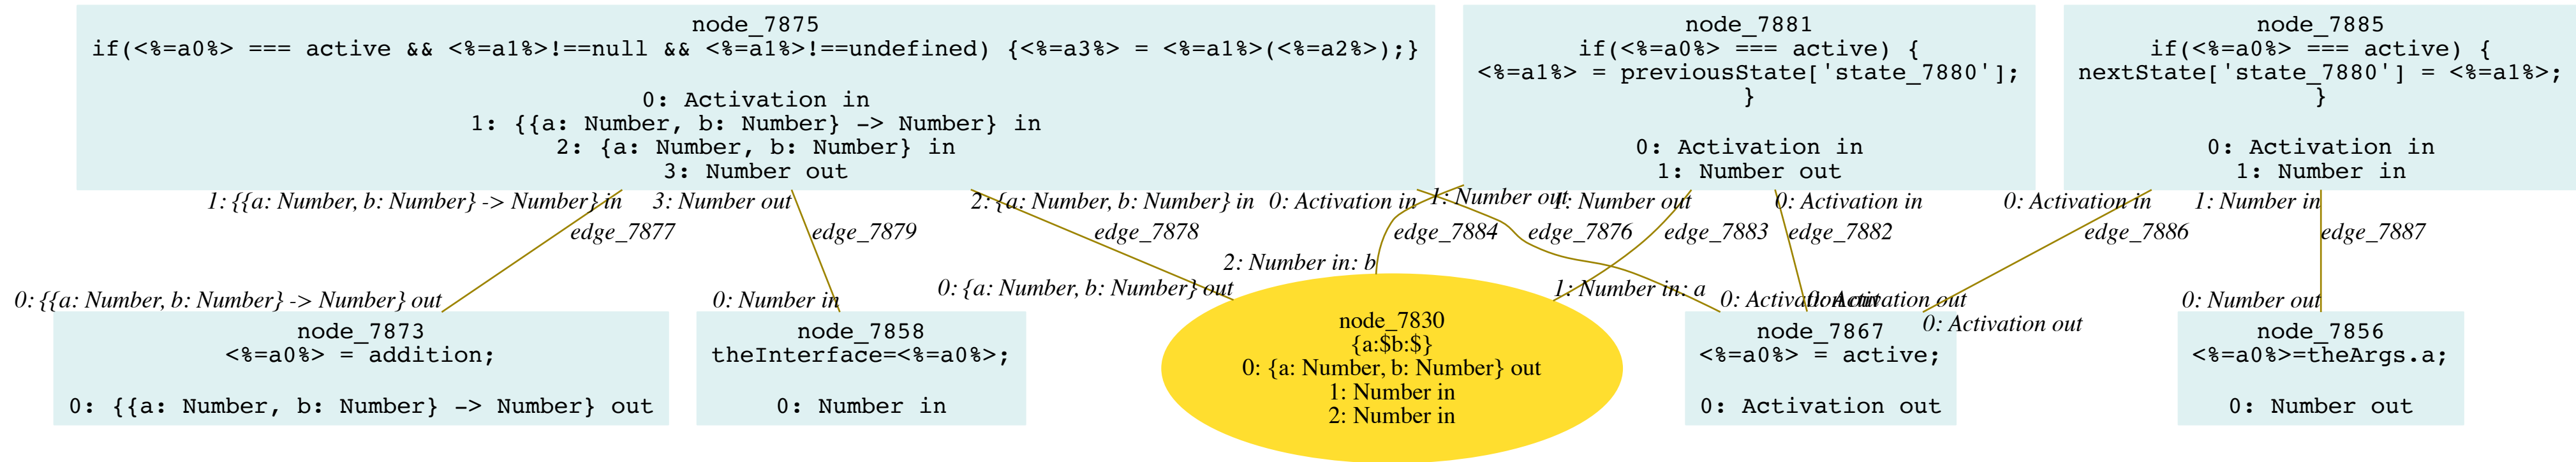 node_7875
if(<%=a0%> === active && <%=a1%>!==null && <%=a1%>!==undefined) {<%=a3%> = <%=a1%>(<%=a2%>);}
0: Activation in
1: {{a: Number, b: Number} -> Number} in
2: {a: Number, b: Number} in
3: Number out
node_7881
if(<%=a0%> === active) {
<%=a1%> = previousState['state_7880'];
}
0: Activation in
1: Number out
node_7885
if(<%=a0%> === active) {
nextState['state_7880'] = <%=a1%>;
}
0: Activation in
1: Number in
1: {{a: Number, b: Number} -> Number} in
3: Number out
2: {a: Number, b: Number} in
0: Activation in
1: Number out
1: Number out
0: Activation in
0: Activation in
1: Number in
edge_7877
edge_7879
edge_7878
edge_7884
edge_7876
edge_7883
edge_7882
edge_7886
edge_7887
2: Number in: b
0: {{a: Number, b: Number} -> Number} out
0: Number in
0: {a: Number, b: Number} out
1: Number in: a
0: Activation out
0: Activation out
0: Activation out
0: Number out
node_7873
<%=a0%> = addition;
0: {{a: Number, b: Number} -> Number} out
node_7858
theInterface=<%=a0%>;
0: Number in
node_7830
{a:$b:$}
0: {a: Number, b: Number} out
1: Number in
2: Number in
node_7867
<%=a0%> = active;
0: Activation out
node_7856
<%=a0%>=theArgs.a;
0: Number out